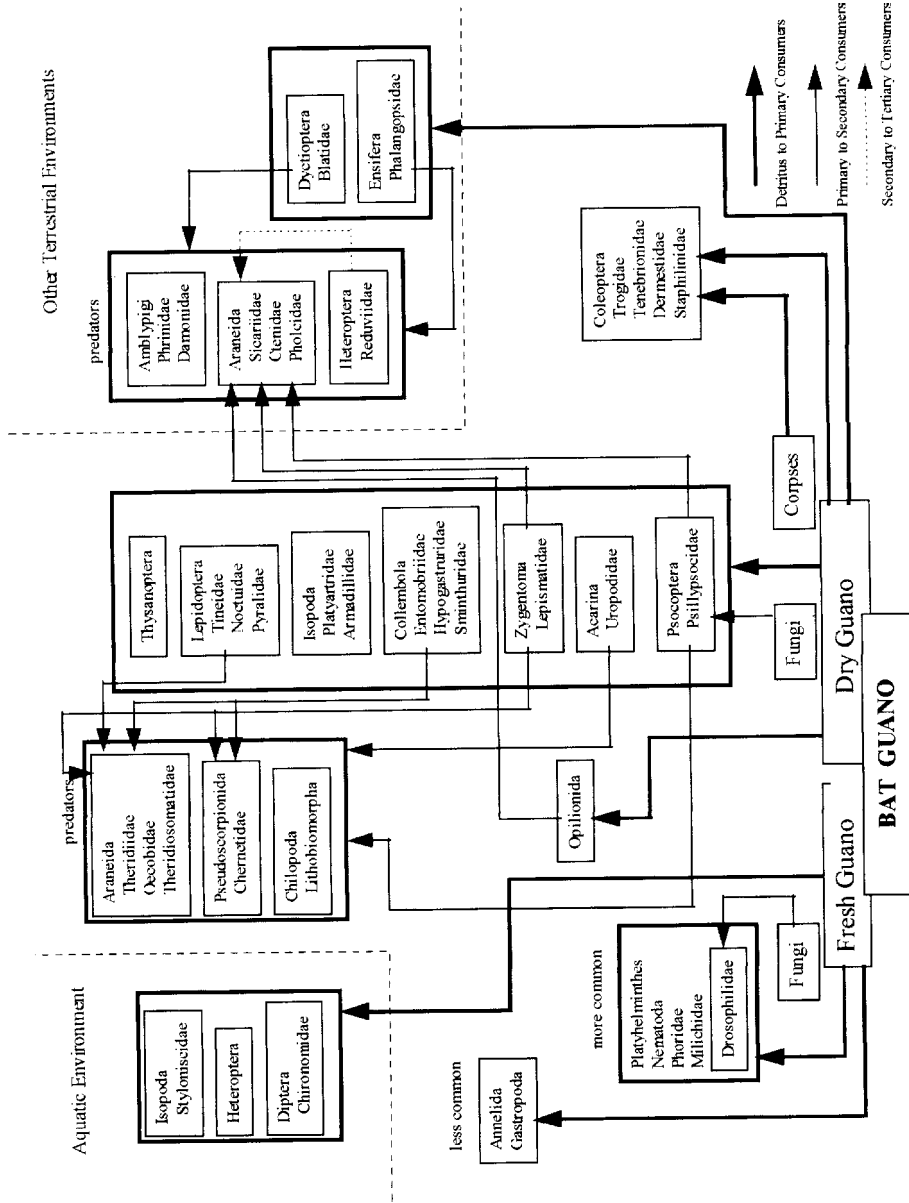 Aquatic Environment
Isopoda
Styloniscidae
Heteroptera
Diptera
Chironomidae
predators
Araneida
Theridiidae
Oecobidae
Theridiosomatidae
Pseudoscorpionida
Chernetidae
Chilopoda
Lithobiomorpha
Thysanoptera
Lepidoptera
Tineidae
Noctuidae
Pyralidae
Isopoda
Platyartridae
Armadillidae
Collembola
Entomobriidae
Hypogastruridae
Sminthuridae
Zygentoma
Lepismatidae
Acarina
Uropodidae
Psocoptera
Psillypsocidae
Other Terrestrial Environments
predators
Amblypigi
Phrinidae
Damonidae
Araneida
Sicariidae
Ctenidae
Pholcidae
Heteroptera
Reduviidae
Dyctioptera
Blatidae
Ensifera
Phalangopsidae
less common
Annelida
Gastropoda
more common
Platyhelminthes
Nematoda
Phoridae
Milichidae
Drosophilidae
Fungi
Opilionida
Fungi
Corpses
Coleoptera
Trogidae
Tenebrionidae
Dermestidae
Staphilinidae
Fresh Guano
Dry Guano
BAT GUANO
Detritus to Primary Consumers
Primary to Secondary Consumers
Secondary to Tertiary Consumers